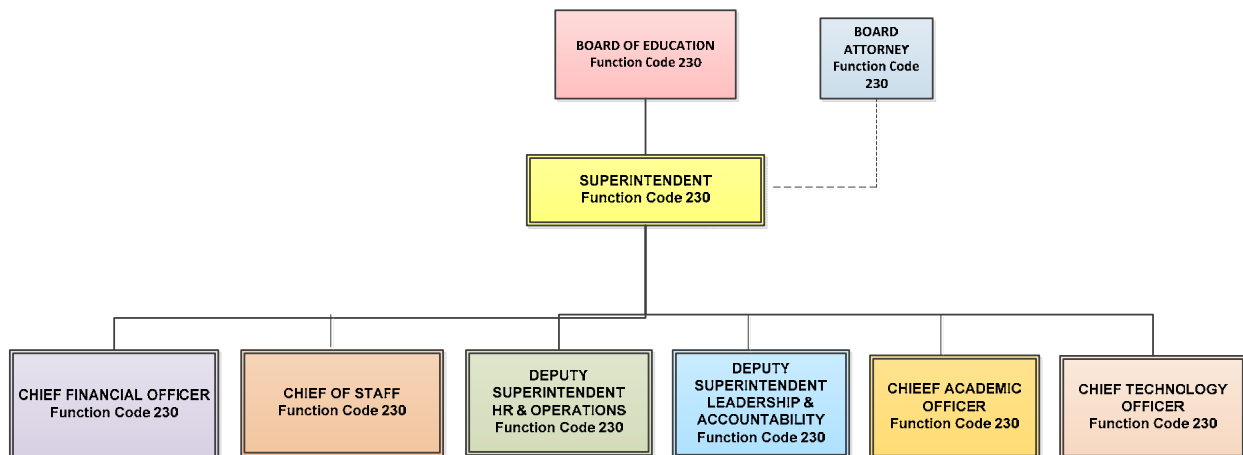 BOARD OF EDUCATION
Function Code 230
BOARD
ATTORNEY
Function Code
230
SUPERINTENDENT
Function Code 230
CHIEF FINANCIAL OFFICER
Function Code 230
CHIEF OF STAFF
Function Code 230
DEPUTY
SUPERINTENDENT
HR & OPERATIONS
Function Code 230
DEPUTY
SUPERINTENDENT
LEADERSHIP &
ACCOUNTABILITY
Function Code 230
CHIEEF ACADEMIC
OFFICER
Function Code 230
CHIEF TECHNOLOGY
OFFICER
Function Code 230